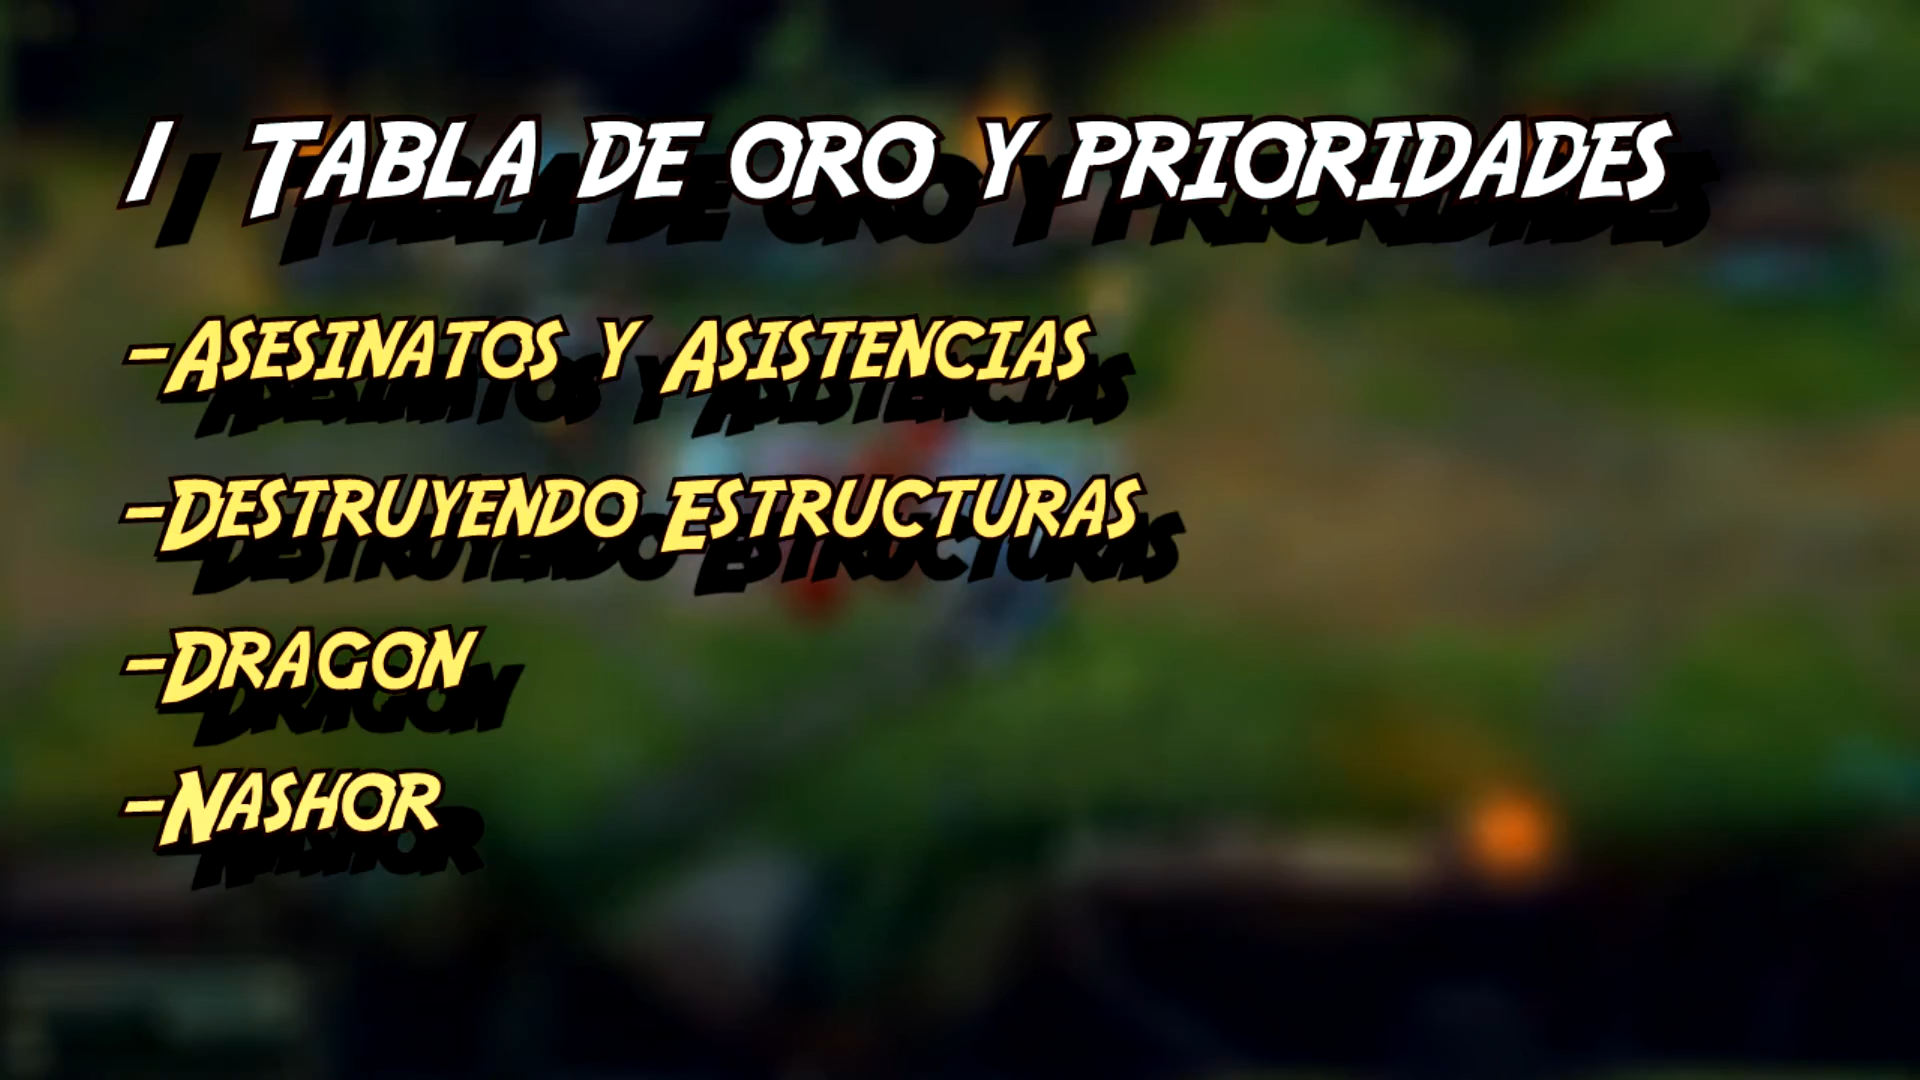 1 Tabla de oro y prioridades
-Asesinatos y Asistencias
-Destruyendo Estructuras
-Dragon
-Nashor